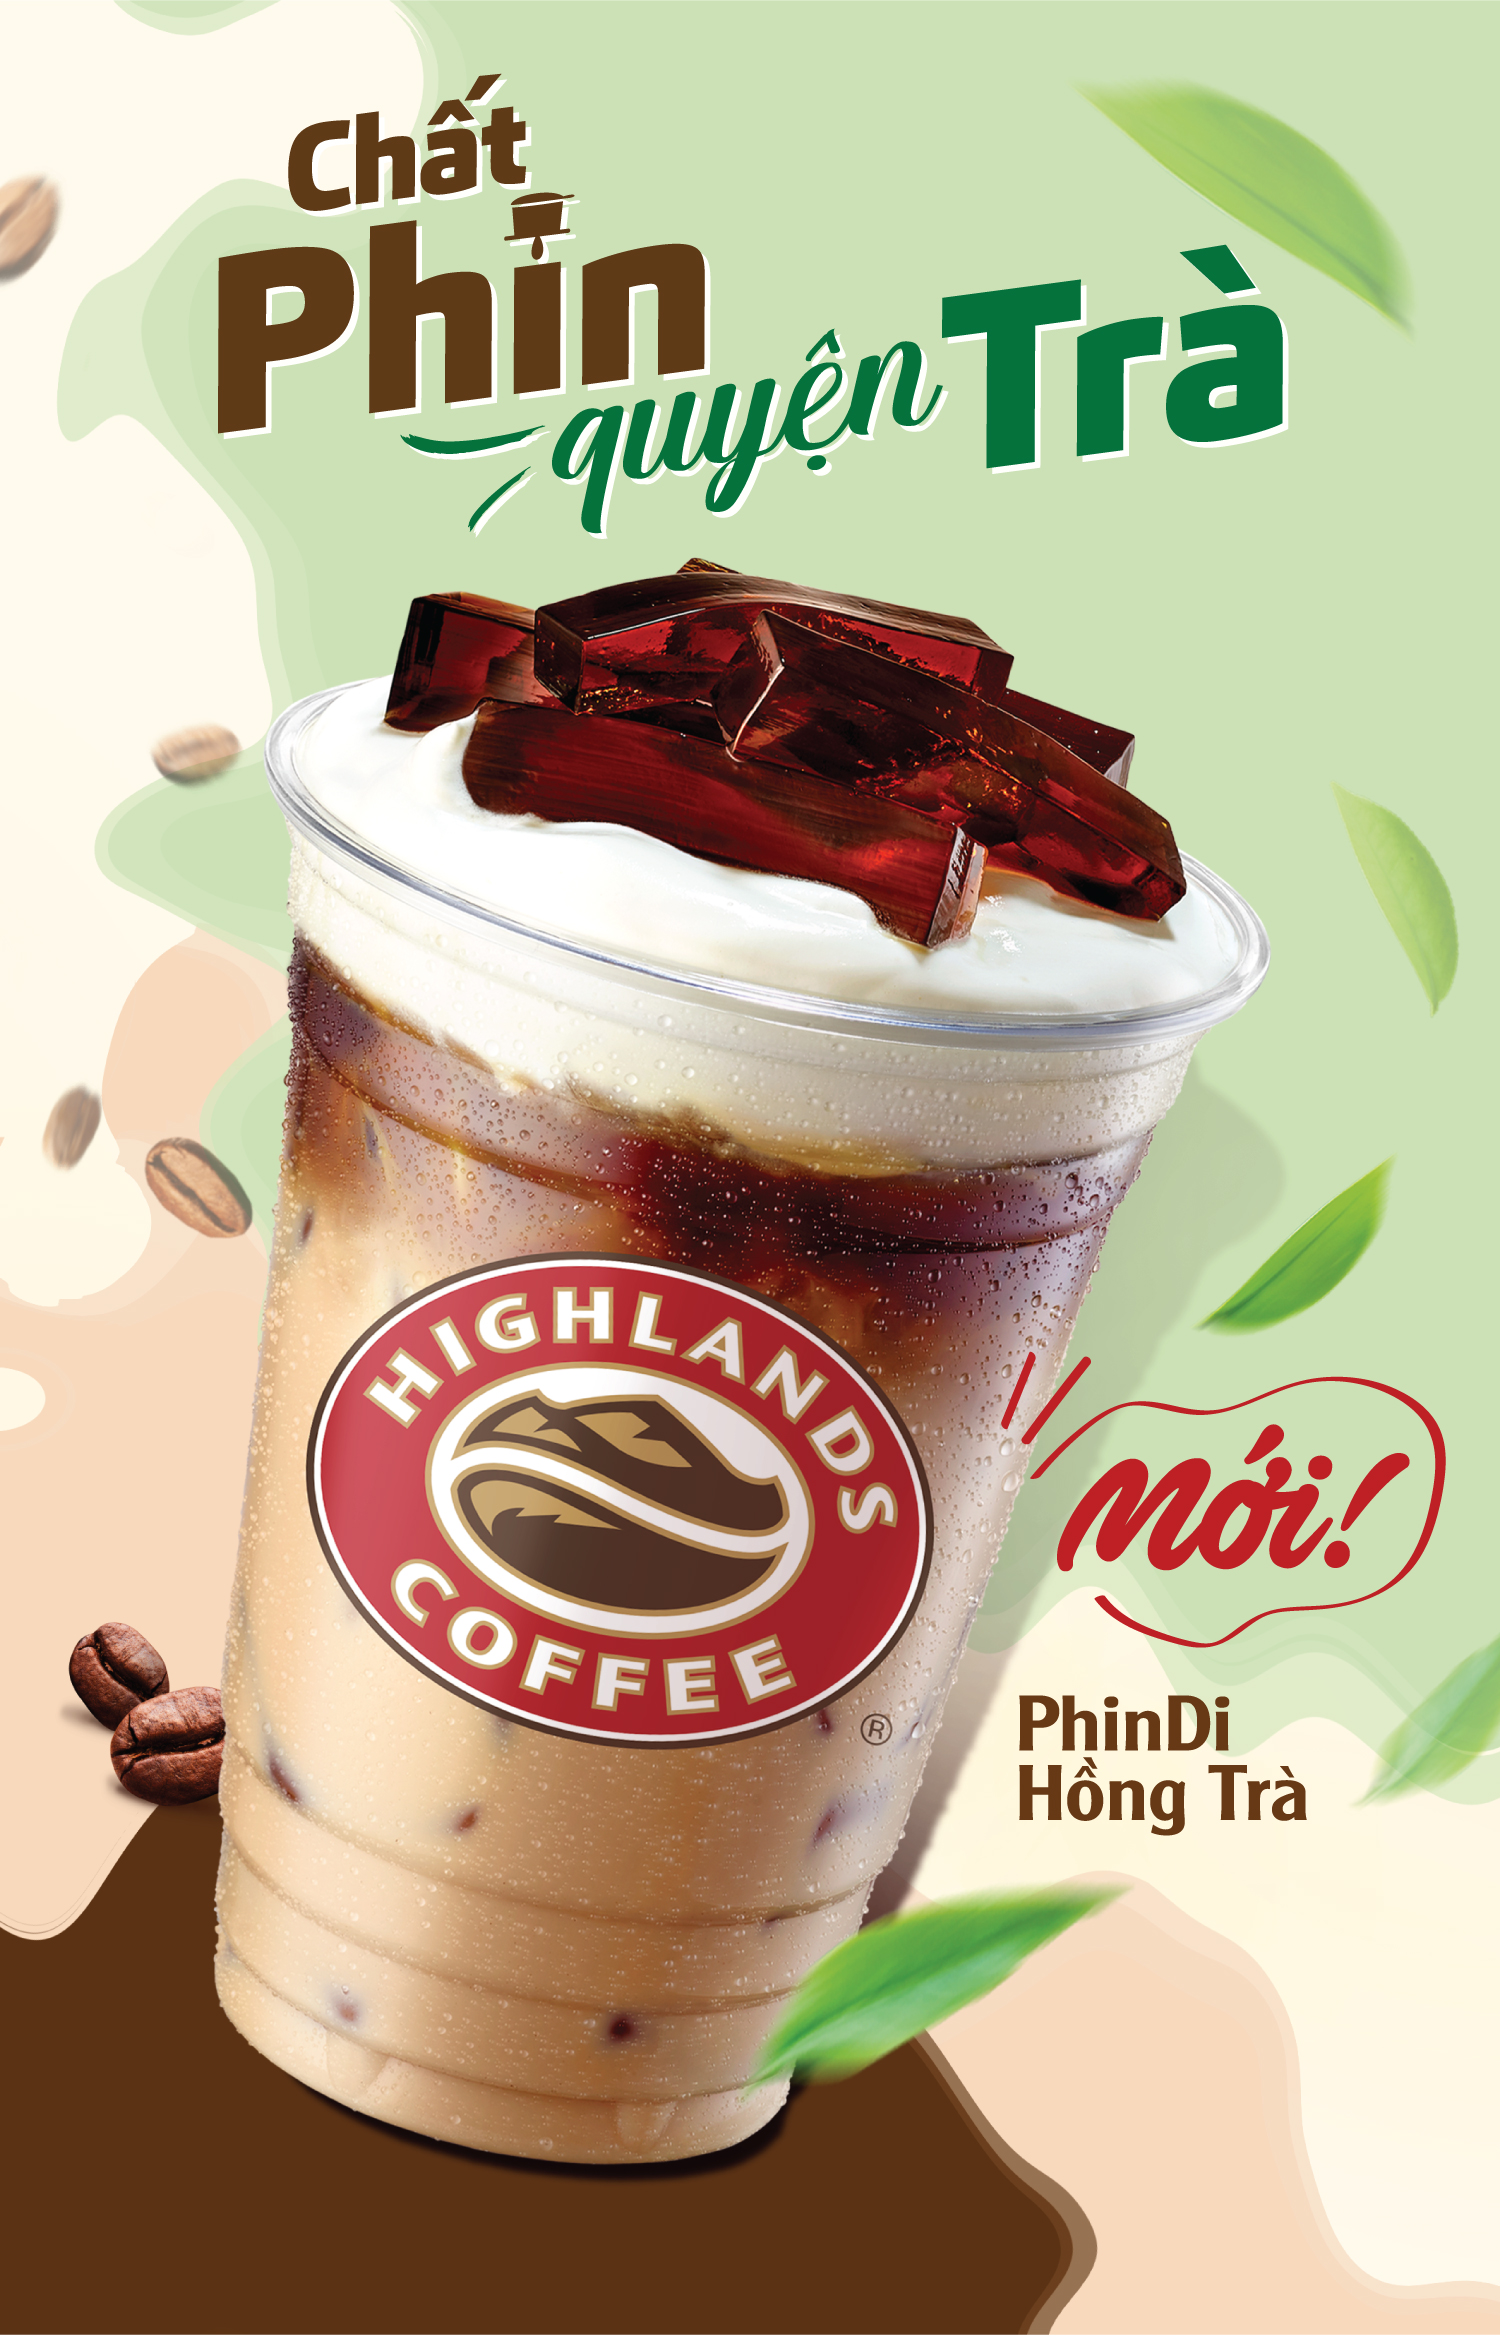 Chất
Phin
quyện Trà
HIGHLANDS
COFFEE
®
Mới!
PhinDi
Hồng Trà